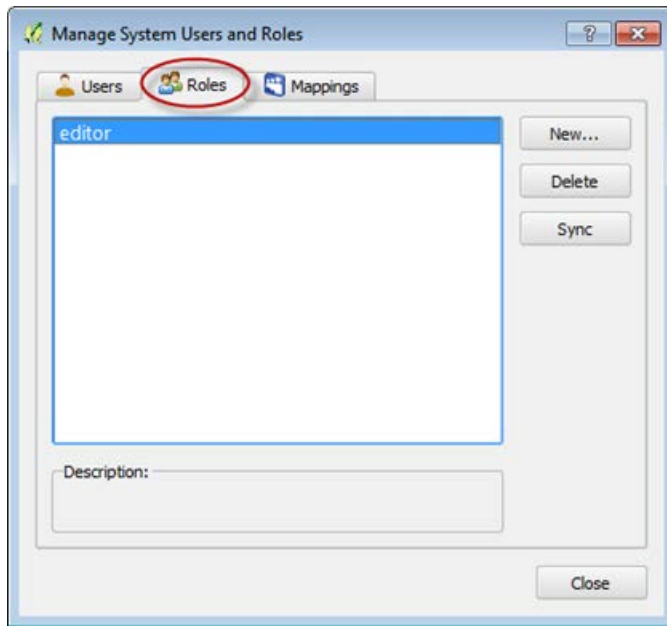 Manage System Users and Roles
Users Roles Mappings
editor
New...
Delete
Sync
Description:
Close